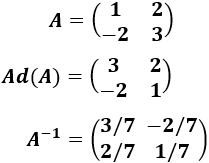 A = ( 1 2
-2 3 )
Ad(A) = ( 3 2
-2 1 )
A⁻¹ = ( 3/7 -2/7
2/7 1/7 )